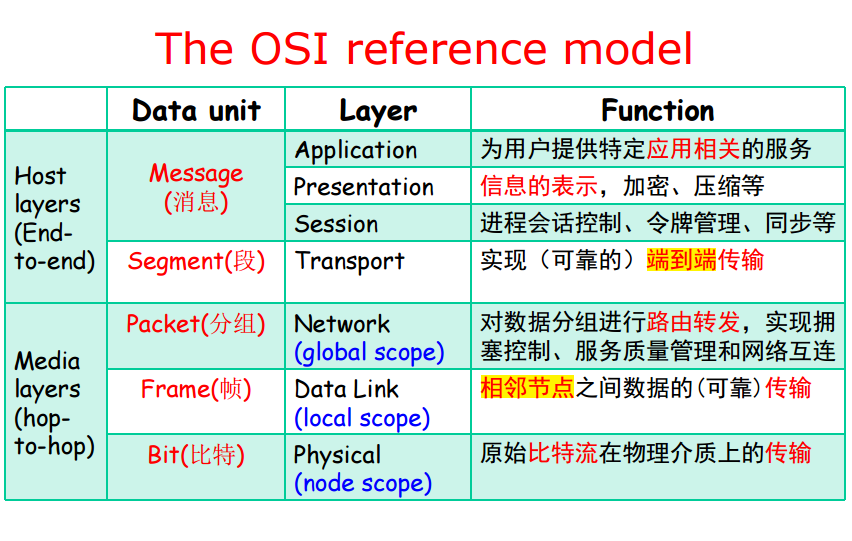 The OSI reference model
Data unit Layer Function
Host
layers
(End-
to-end)
Message
(消息)
Application 为用户提供特定应用相关的服务
Presentation 信息的表示，加密、压缩等
Session 进程会话控制、令牌管理、同步等
Segment(段) Transport 实现（可靠的）端到端传输
Media
layers
(hop-
to-hop)
Packet(分组) Network 对数据分组进行路由转发，实现拥
(global scope) 塞控制、服务质量管理和网络互连
Frame(帧) Data Link 相邻节点之间数据的(可靠)传输
(local scope)
Bit(比特) Physical 原始比特流在物理介质上的传输
(node scope)